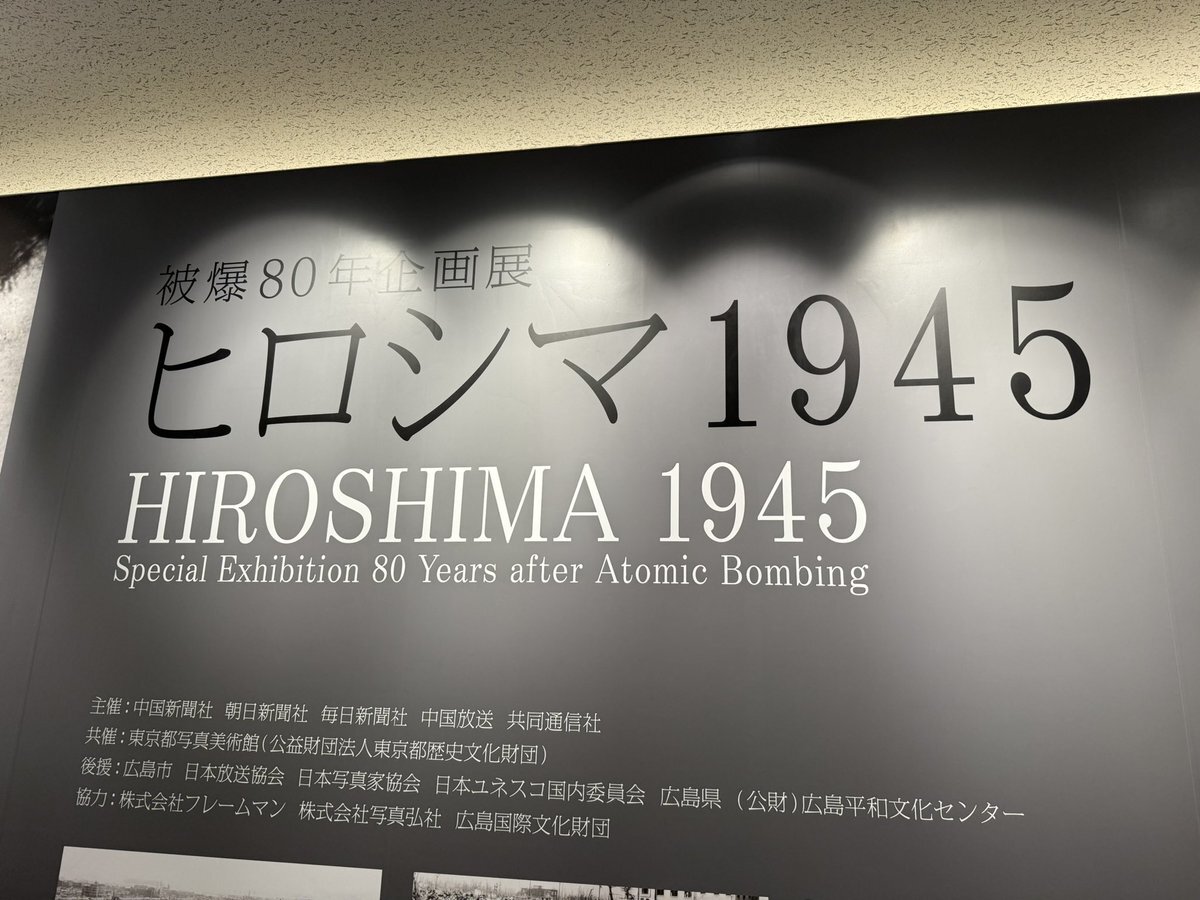 被爆80年企画展
ヒロシマ1945
HIROSHIMA 1945
Special Exhibition 80 Years after Atomic Bombing
主催：中国新聞社 朝日新聞社 毎日新聞社 中国放送 共同通信社
共催：東京都写真美術館（公益財団法人東京都歴史文化財団）
後援：広島市 日本放送協会 日本写真家協会 日本ユネスコ国内委員会 広島県 （公財）広島平和文化センター
協力：株式会社フレームマン 株式会社写真弘社 広島国際文化財団